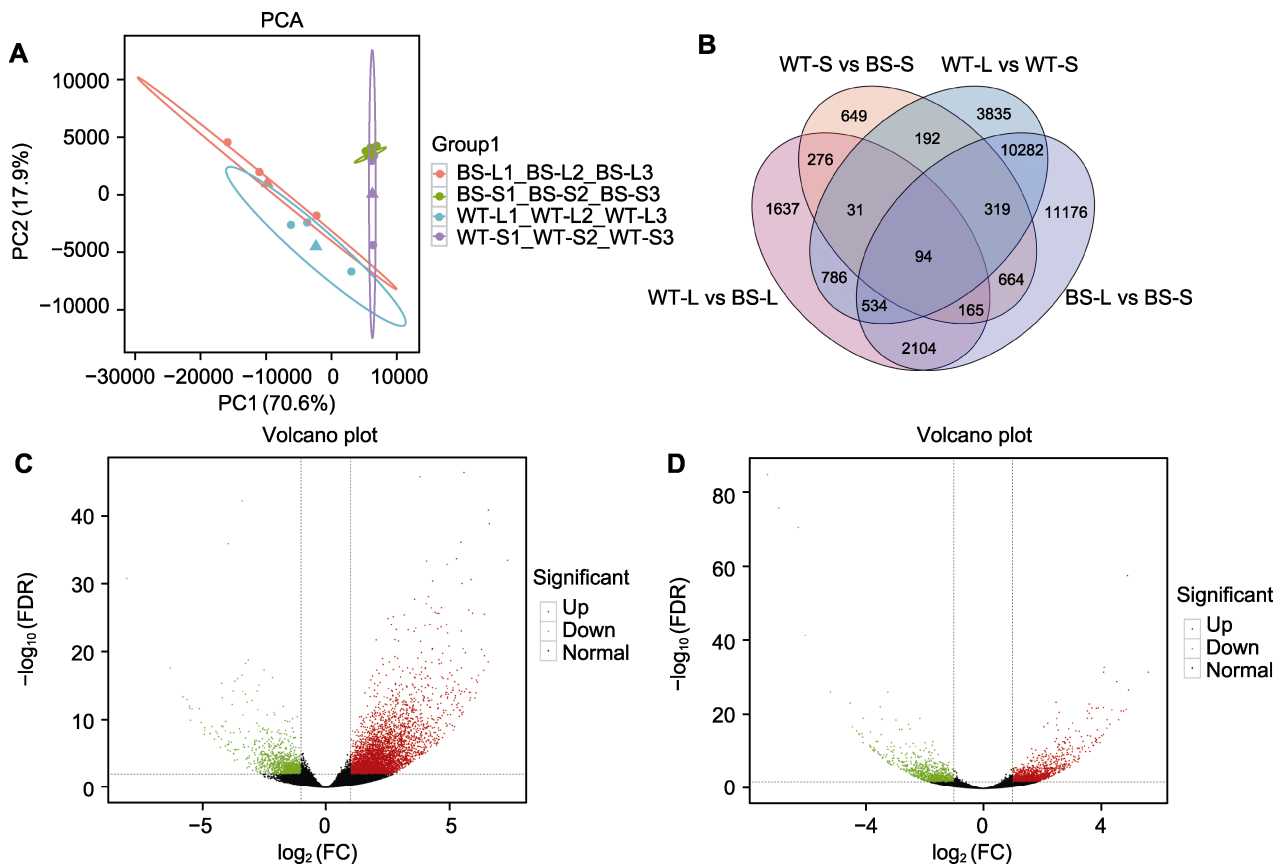 A
PCA
PC2 (17.9%)
10000
5000
0
−5000
−10000
−30000 −20000 −10000 0 10000
PC1 (70.6%)
Group1
BS-L1_BS-L2_BS-L3
BS-S1_BS-S2_BS-S3
WT-L1_WT-L2_WT-L3
WT-S1_WT-S2_WT-S3
B
WT-S vs BS-S WT-L vs WT-S
649 3835
192
276 10282
1637 31 319 11176
94
786 664
534 165
WT-L vs BS-L BS-L vs BS-S
2104
C
Volcano plot
−log10 (FDR)
40
30
20
10
0
−5 0 5
log2 (FC)
Significant
Up
Down
Normal
D
Volcano plot
−log10 (FDR)
80
60
40
20
0
−4 0 4
log2 (FC)
Significant
Up
Down
Normal